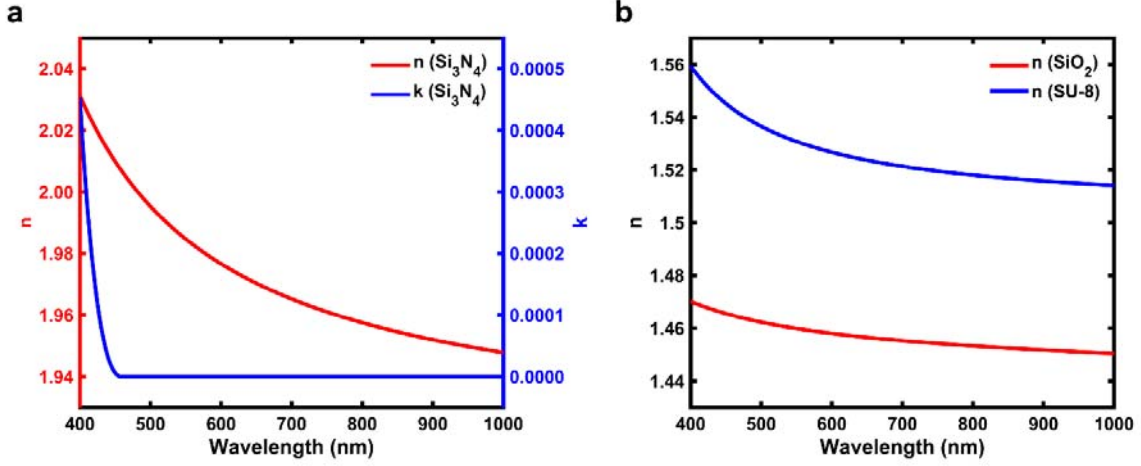 a
2.04
2.02
2.00
1.98
1.96
1.94
n
n (Si₃N₄)
k (Si₃N₄)
0.0005
0.0004
0.0003
0.0002
0.0001
0.0000
k
400 500 600 700 800 900 1000
Wavelength (nm)
b
1.56
1.54
1.52
1.5
1.48
1.46
1.44
n
n (SiO₂)
n (SU-8)
400 500 600 700 800 900 1000
Wavelength (nm)